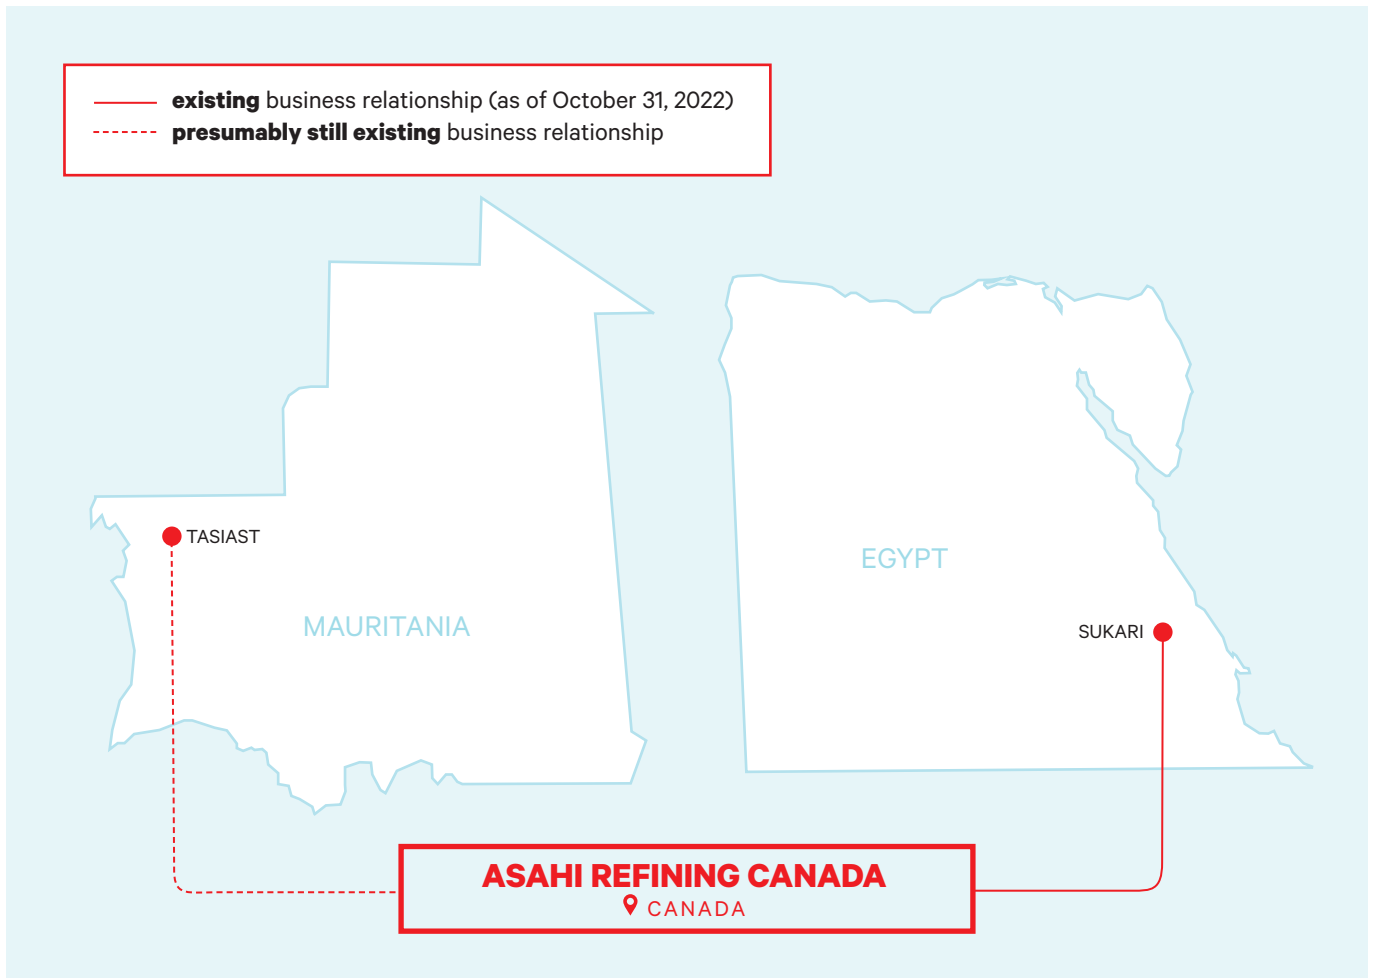 existing business relationship (as of October 31, 2022)
presumably still existing business relationship
TASIAST
EGYPT
MAURITANIA
SUKARI
ASAHI REFINING CANADA
CANADA